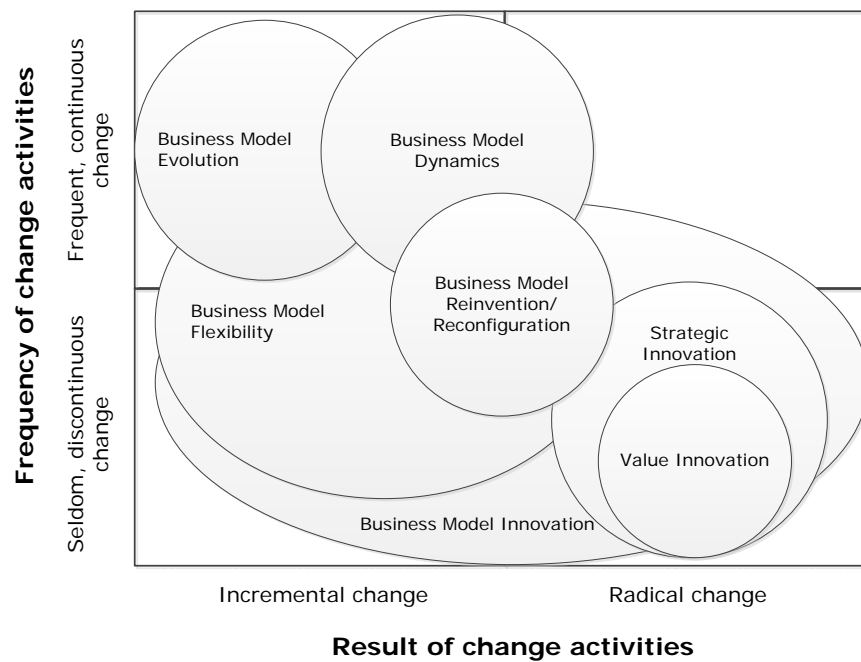 Frequency of change activities
Frequent, continuous
change
Seldom, discontinuous
change
Business Model
Evolution
Business Model
Dynamics
Business Model
Reinvention/
Reconfiguration
Business Model
Flexibility
Strategic
Innovation
Value Innovation
Business Model Innovation
Incremental change
Radical change
Result of change activities